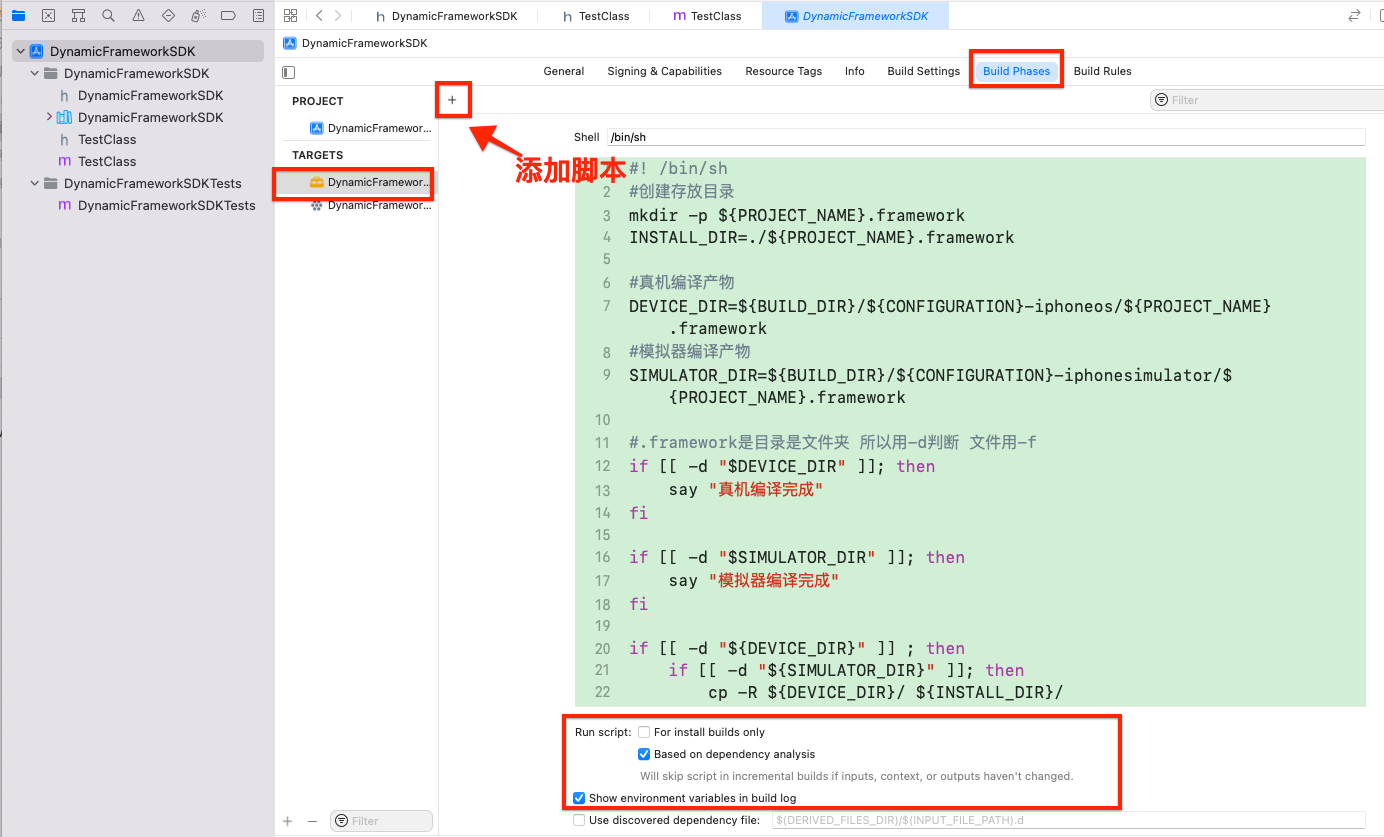 DynamicFrameworkSDK
TestClass
TestClass
DynamicFrameworkSDK
DynamicFrameworkSDK
DynamicFrameworkSDK
DynamicFrameworkSDK
DynamicFrameworkSDK
DynamicFrameworkSDK
TestClass
TestClass
DynamicFrameworkSDKTests
DynamicFrameworkSDKTests
General
Signing & Capabilities
Resource Tags
Info
Build Settings
Build Phases
Build Rules
PROJECT
DynamicFramewor...
TARGETS
DynamicFramewor...
DynamicFramewor...
Filter
Filter
添加脚本
Shell /bin/sh
#! /bin/sh
2 #创建存放目录
3 mkdir -p ${PROJECT_NAME}.framework
4 INSTALL_DIR=./${PROJECT_NAME}.framework
5
6 #真机编译产物
7 DEVICE_DIR=${BUILD_DIR}/${CONFIGURATION}-iphoneos/${PROJECT_NAME}
.framework
8 #模拟器编译产物
9 SIMULATOR_DIR=${BUILD_DIR}/${CONFIGURATION}-iphonesimulator/$
{PROJECT_NAME}.framework
10
11 #.framework是目录是文件夹 所以用-d判断 文件用-f
12 if [[ -d "$DEVICE_DIR" ]]; then
13 say "真机编译完成"
14 fi
15
16 if [[ -d "$SIMULATOR_DIR" ]]; then
17 say "模拟器编译完成"
18 fi
19
20 if [[ -d "${DEVICE_DIR}" ]] ; then
21 if [[ -d "${SIMULATOR_DIR}" ]]; then
22 cp -R ${DEVICE_DIR}/ ${INSTALL_DIR}/
Run script: For install builds only
Based on dependency analysis
Will skip script in incremental builds if inputs, context, or outputs haven't changed.
Show environment variables in build log
Use discovered dependency file: $(DERIVED_FILES_DIR)/$(INPUT_FILE_PATH).d